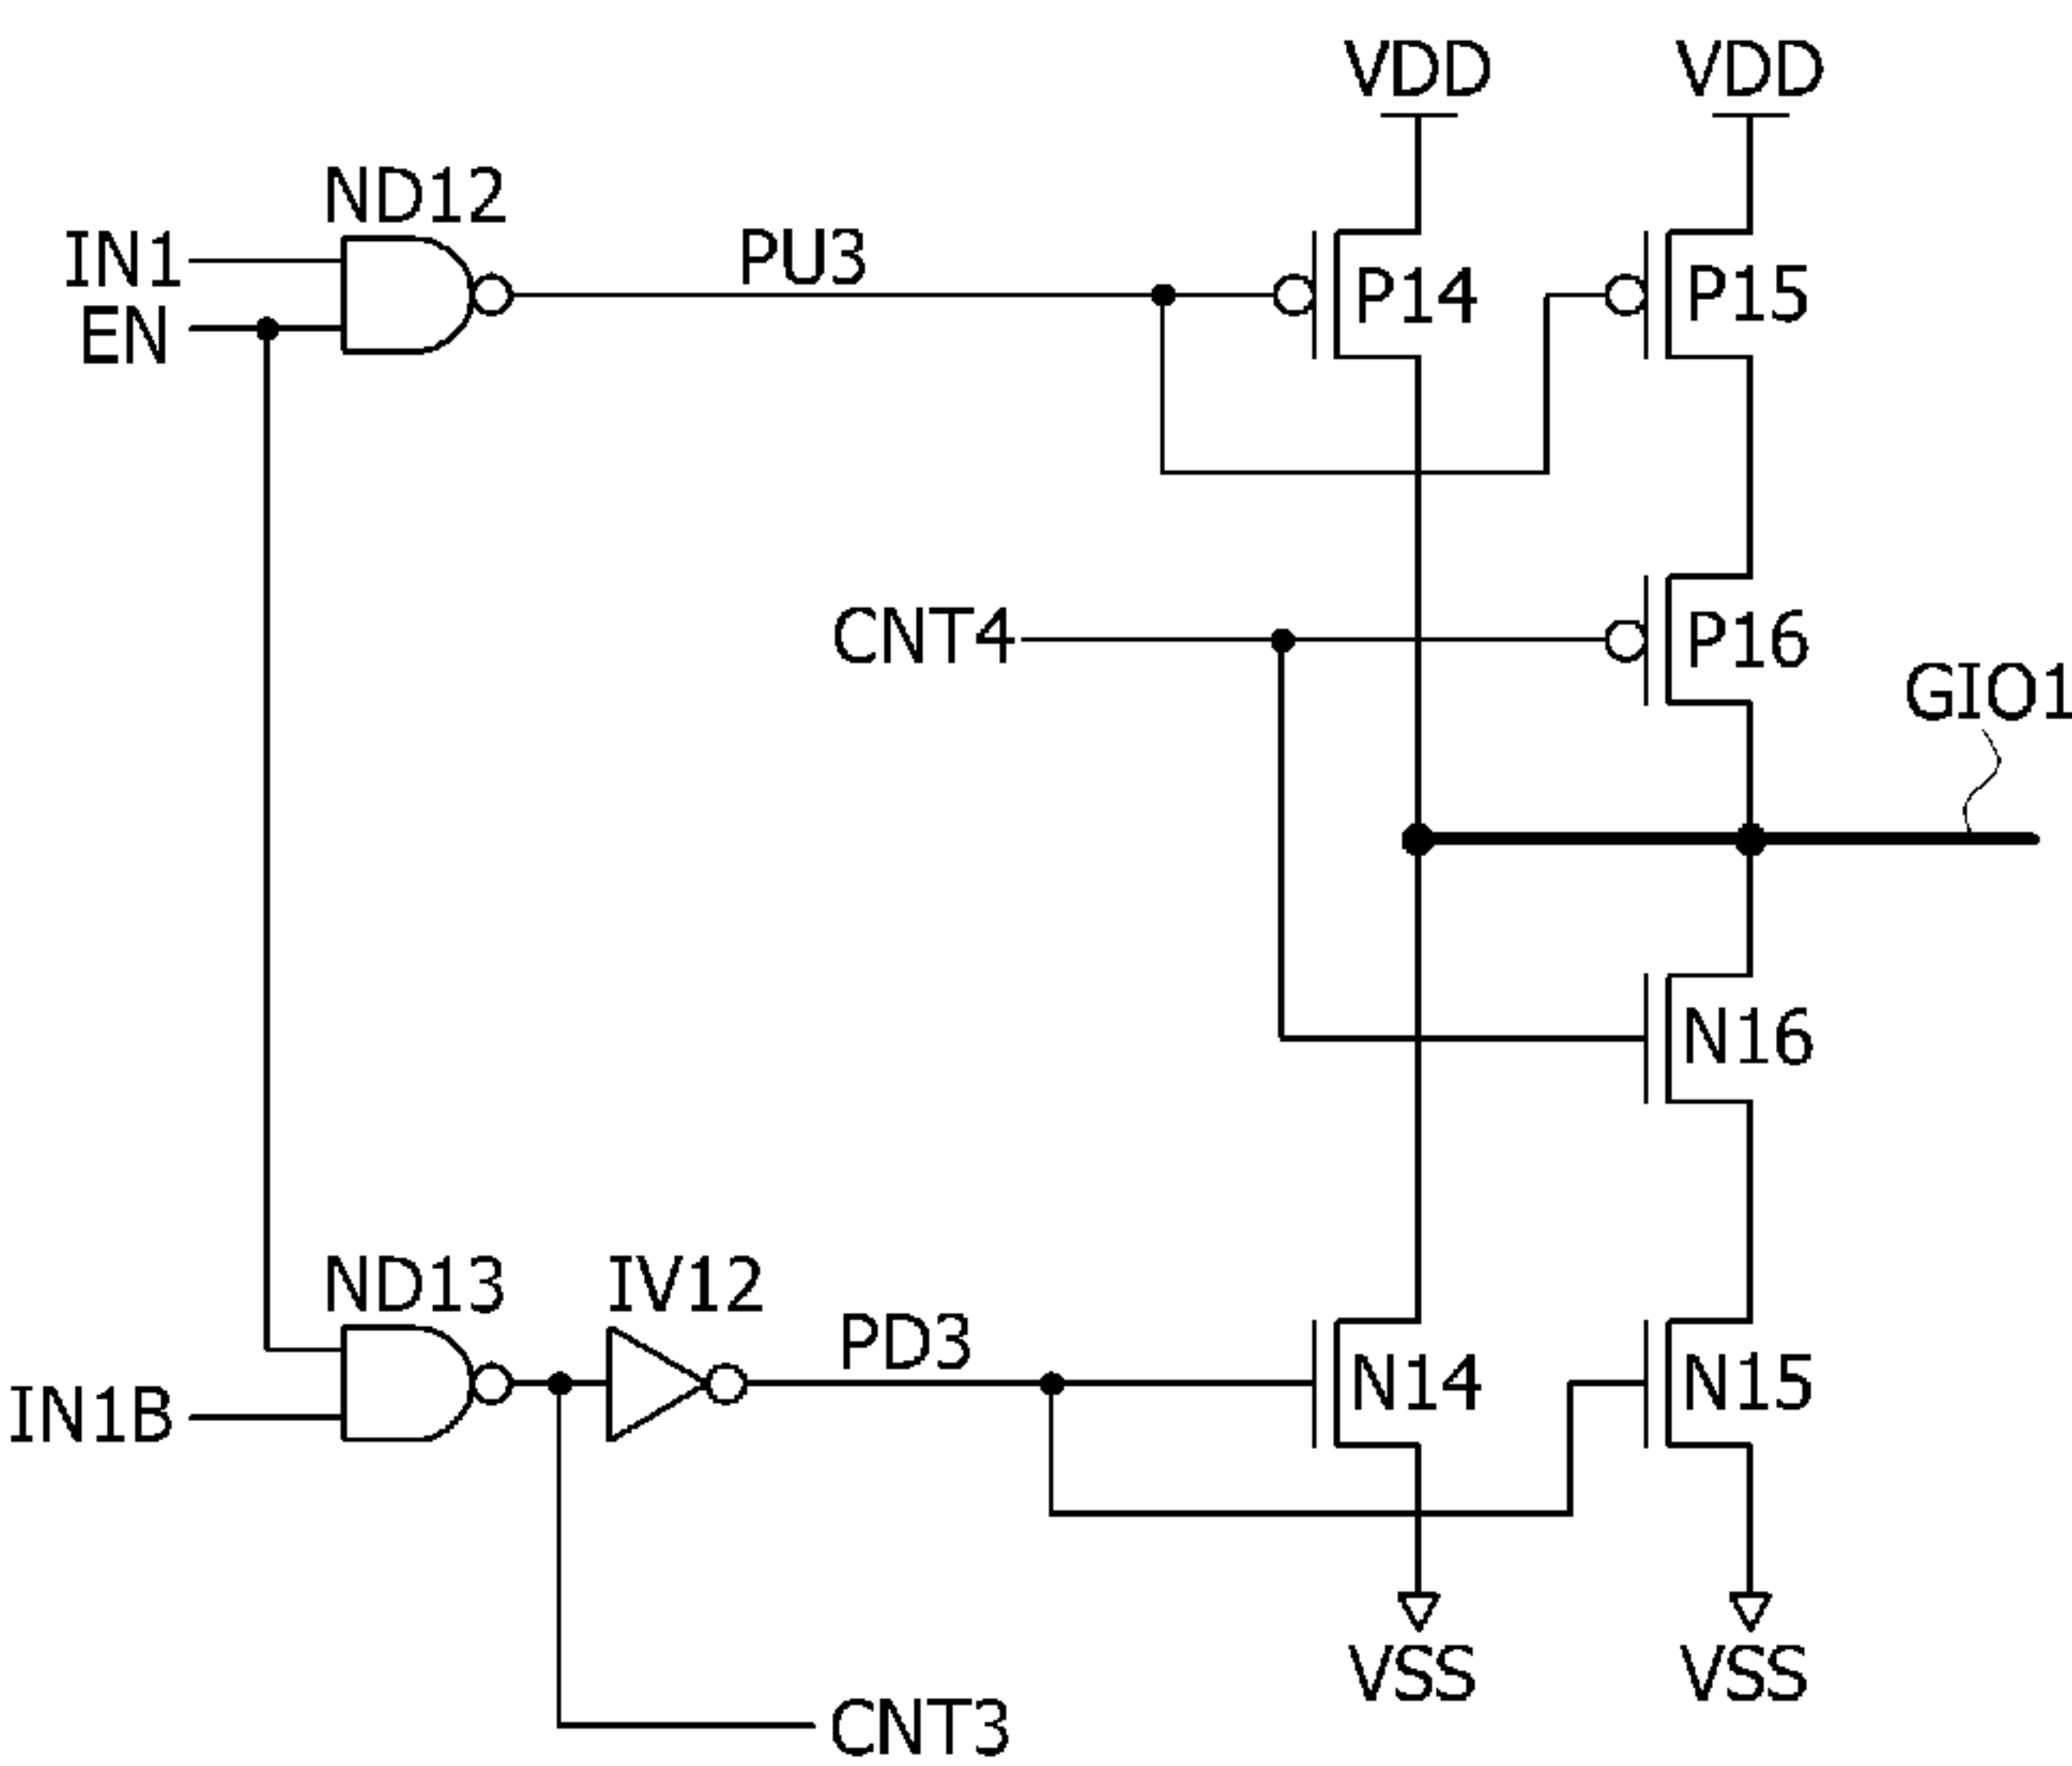 VDD VDD
ND12
IN1
PU3
P14
P15
EN
CNT4
P16
GIO1
N16
ND13
IV12
PD3
N14
N15
IN1B
VSS VSS
CNT3